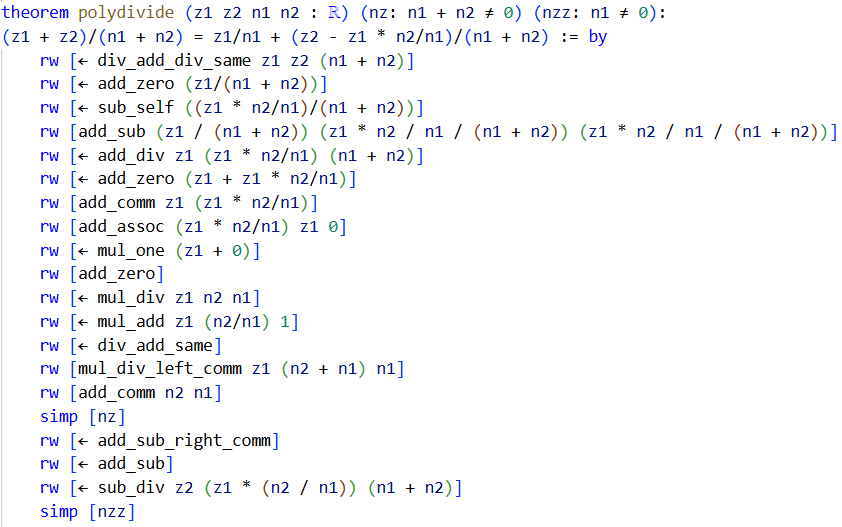 theorem polydivide (z1 z2 n1 n2 : ℝ) (nz: n1 + n2 ≠ 0) (nzz: n1 ≠ 0):
(z1 + z2)/(n1 + n2) = z1/n1 + (z2 - z1 * n2/n1)/(n1 + n2) := by
rw [← div_add_div_same z1 z2 (n1 + n2)]
rw [← add_zero (z1/(n1 + n2))]
rw [← sub_self ((z1 * n2/n1)/(n1 + n2))]
rw [add_sub (z1 / (n1 + n2)) (z1 * n2 / n1 / (n1 + n2)) (z1 * n2 / n1 / (n1 + n2))]
rw [← add_div z1 (z1 * n2/n1) (n1 + n2)]
rw [← add_zero (z1 + z1 * n2/n1)]
rw [add_comm z1 (z1 * n2/n1)]
rw [add_assoc (z1 * n2/n1) z1 0]
rw [← mul_one (z1 + 0)]
rw [add_zero]
rw [← mul_div z1 n2 n1]
rw [← mul_add z1 (n2/n1) 1]
rw [← div_add_same]
rw [mul_div_left_comm z1 (n2 + n1) n1]
rw [add_comm n2 n1]
simp [nz]
rw [← add_sub_right_comm]
rw [← add_sub]
rw [← sub_div z2 (z1 * (n2 / n1)) (n1 + n2)]
simp [nzz]